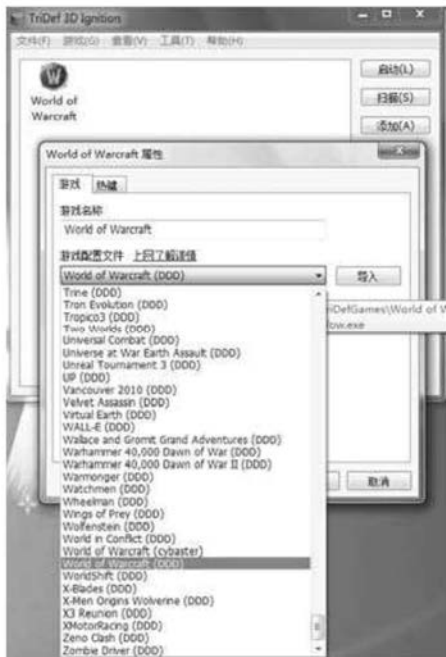 TriDef 3D Ignition
文件(F) 游戏(G) 查看(V) 工具(T) 帮助(H)
World of
Warcraft
启动(L)
扫描(S)
添加(A)
World of Warcraft 属性
游戏 热键
游戏名称
World of Warcraft
游戏配置文件
World of Warcraft (DDD)
导入
Trine (DDD)
Tron Evolution (DDD)
Tropico3 (DDD)
Two Worlds (DDD)
Universal Combat (DDD)
Universe at War Earth Assault (DDD)
Unreal Tournament 3 (DDD)
UP (DDD)
Vancouver 2010 (DDD)
Velvet Assassin (DDD)
Virtual Earth (DDD)
WALL-E (DDD)
Wallace and Gromit Grand Adventures (DDD)
Warhammer 40,000 Dawn of War (DDD)
Warhammer 40,000 Dawn of War II (DDD)
Warmonger (DDD)
Watchmen (DDD)
Wheelman (DDD)
Wings of Prey (DDD)
Wolfenstein (DDD)
World in Conflict (DDD)
World of Warcraft (cybaster)
World of Warcraft (DDD)
WorldShift (DDD)
X-Blades (DDD)
X-Men Origins Wolverine (DDD)
X3 Reunion (DDD)
XMotorRacing (DDD)
Zeno Clash (DDD)
Zombie Driver (DDD)
riDefGames\World of W
low.exe
取消